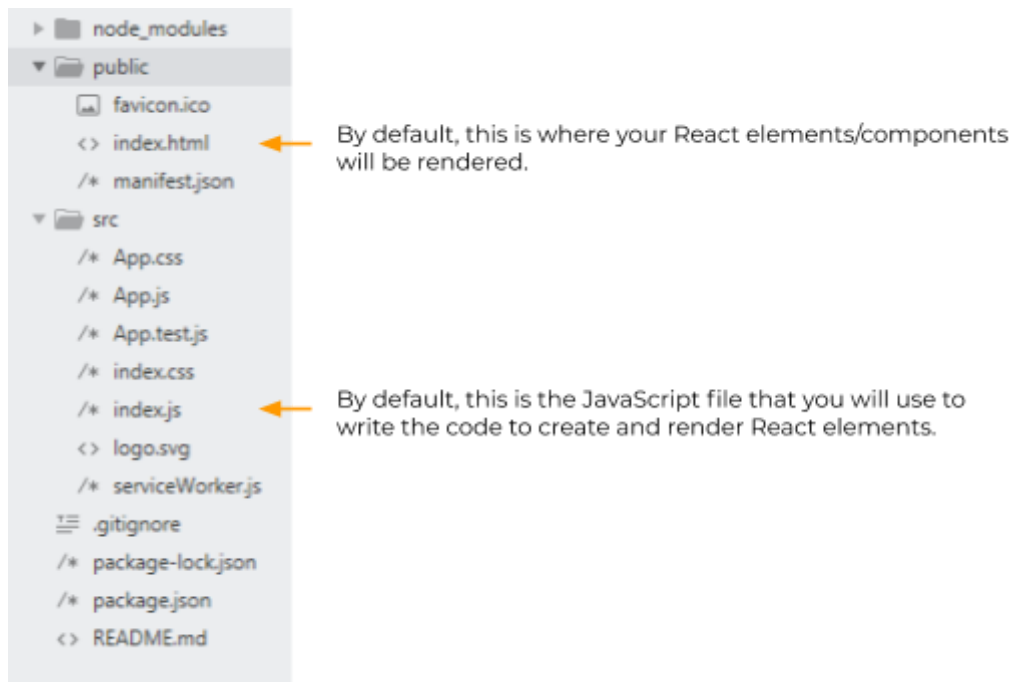 node_modules
public
favicon.ico
index.html
By default, this is where your React elements/components
will be rendered.
manifest.json
src
App.css
App.js
App.test.js
index.css
index.js
By default, this is the JavaScript file that you will use to
write the code to create and render React elements.
logo.svg
serviceWorker.js
.gitignore
package-lock.json
package.json
README.md